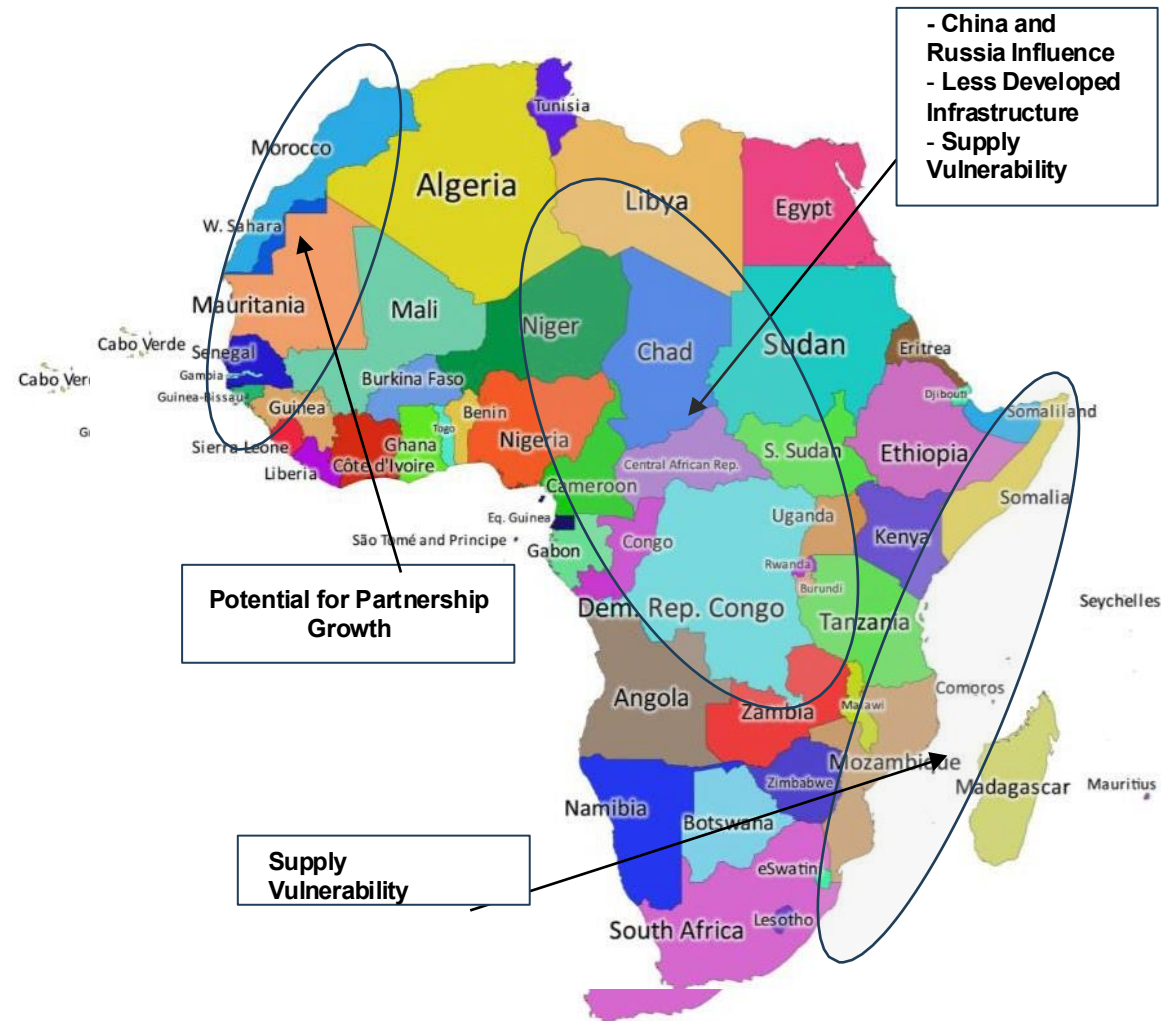 - China and
Russia Influence
- Less Developed
Infrastructure
- Supply
Vulnerability
Tunisia
Morocco
Algeria
Libya
Egypt
W. Sahara
Mauritania
Mali
Niger
Chad
Sudan
Eritrea
Cabo Verde
Senegal
Cabo Ver
Gambia
Burkina Faso
Djibouti
Guinea-Bissau
Guinea
Benin
Somaliland
G
Togo
Sierra Leone
Ghana
Nigeria
Central African Rep.
S. Sudan
Ethiopia
Liberia
Côte d'Ivoire
Cameroon
Somalia
Eq. Guinea
Uganda
Kenya
São Tomé and Principe
Gabon
Congo
Rwanda
Burundi
Potential for Partnership
Growth
Dem. Rep. Congo
Tanzania
Seychelles
Comoros
Angola
Zambia
Malawi
Mozambique
Zimbabwe
Madagascar
Mauritius
Namibia
Botswana
Supply
Vulnerability
eSwatini
South Africa
Lesotho